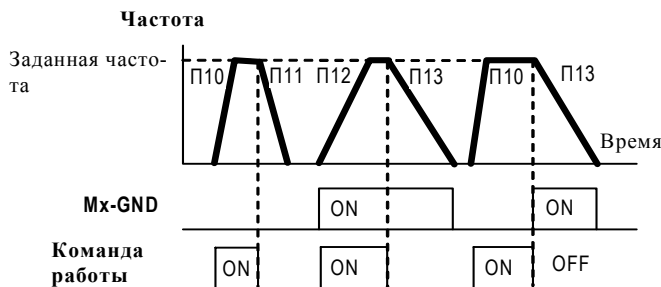 Частота
Заданная часто-
та
П10 П11 П12 П13 П10 П13
Время
Mx-GND ON ON
Команда
работы
ON ON ON OFF